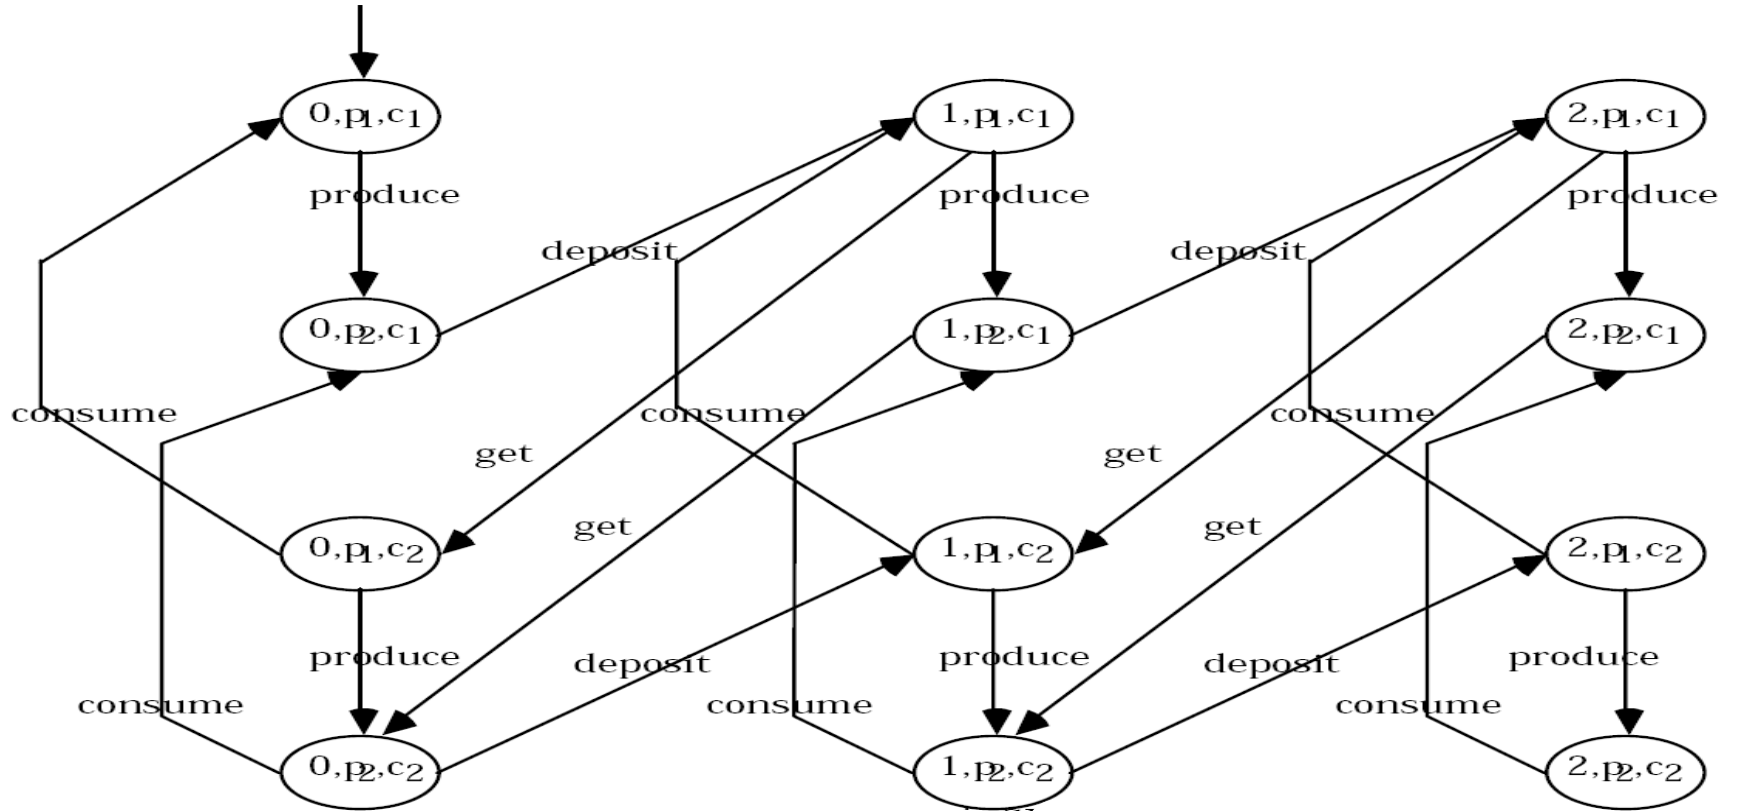 0,p1,c1 1,p1,c1 2,p1,c1
produce produce produce
deposit deposit
0,p2,c1 1,p2,c1 2,p2,c1
consume consume consume
get get
get get
0,p1,c2 1,p1,c2 2,p1,c2
produce deposit produce deposit produce
consume consume consume
0,p2,c2 1,p2,c2 2,p2,c2